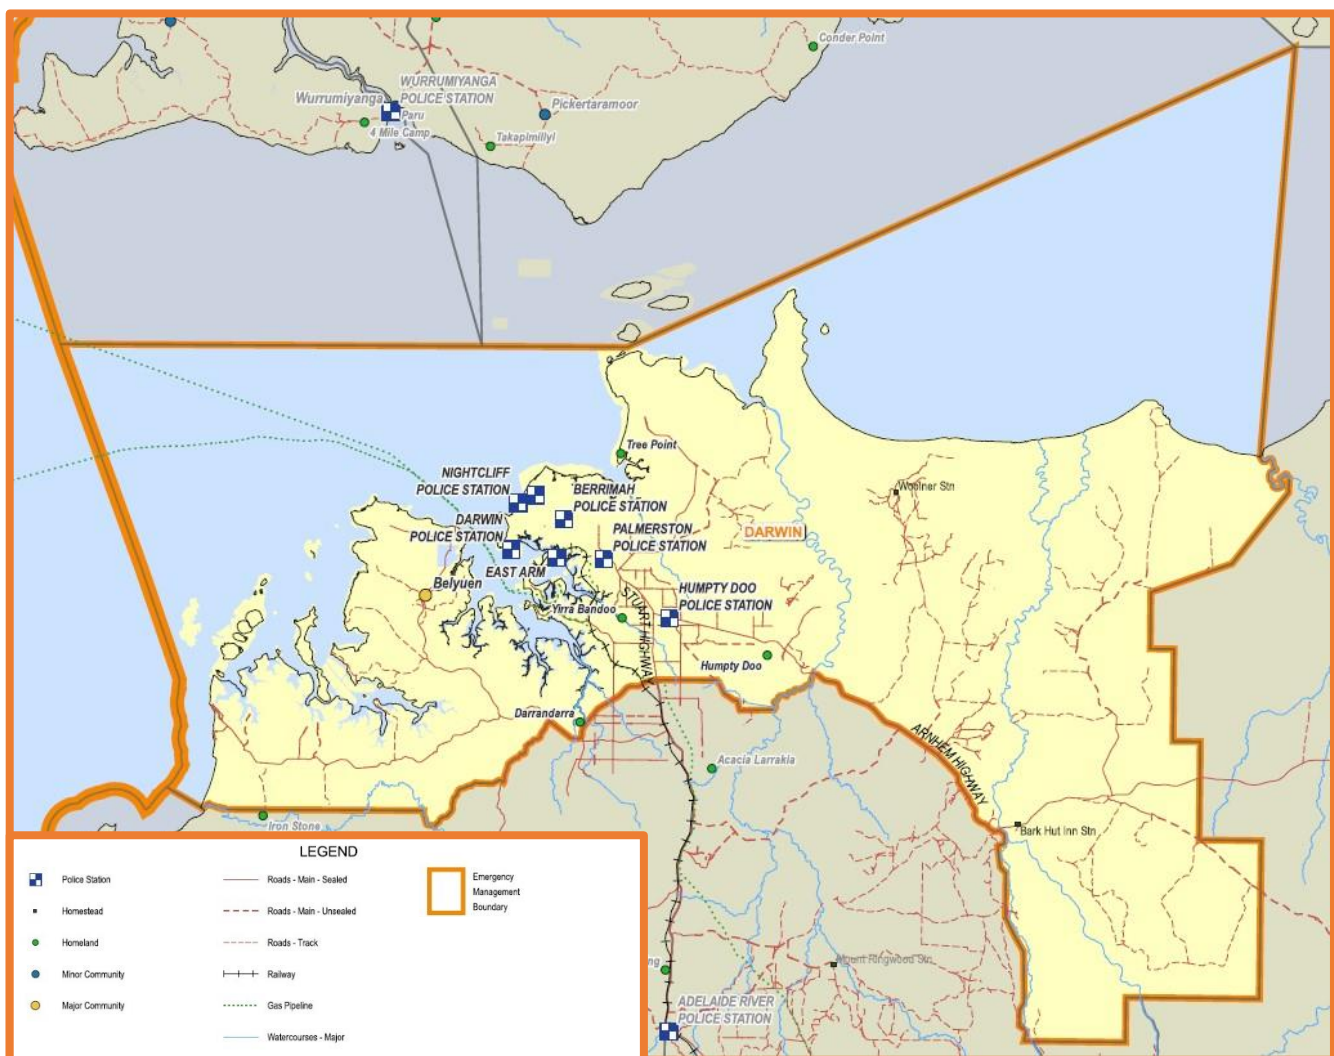 Conder Point
WURRUMIYANGA
POLICE STATION
Wurrumiyanga
Paru
4 Mile Camp
Pickertaramoor
Takapimiliyi
Tree Point
NIGHTCLIFF
POLICE STATION
BERRIMAH
POLICE STATION
Woolner Stn
DARWIN
POLICE STATION
PALMERSTON
POLICE STATION
DARWIN
EAST ARM
Belyuen
HUMPTY DOO
POLICE STATION
Yirra Bandoo
STUART HIGHWAY
Humpty Doo
Darrandarra
ARNHEM HIGHWAY
Acacia Larrakia
Iron Stone
Bark Hut Inn Stn
LEGEND
Police Station
Homestead
Homeland
Minor Community
Major Community
Roads - Main - Sealed
Roads - Main - Unsealed
Roads - Track
Railway
Gas Pipeline
Watercourses - Major
Emergency
Management
Boundary
ng
Mount Ringwood Stn
ADELAIDE RIVER
POLICE STATION